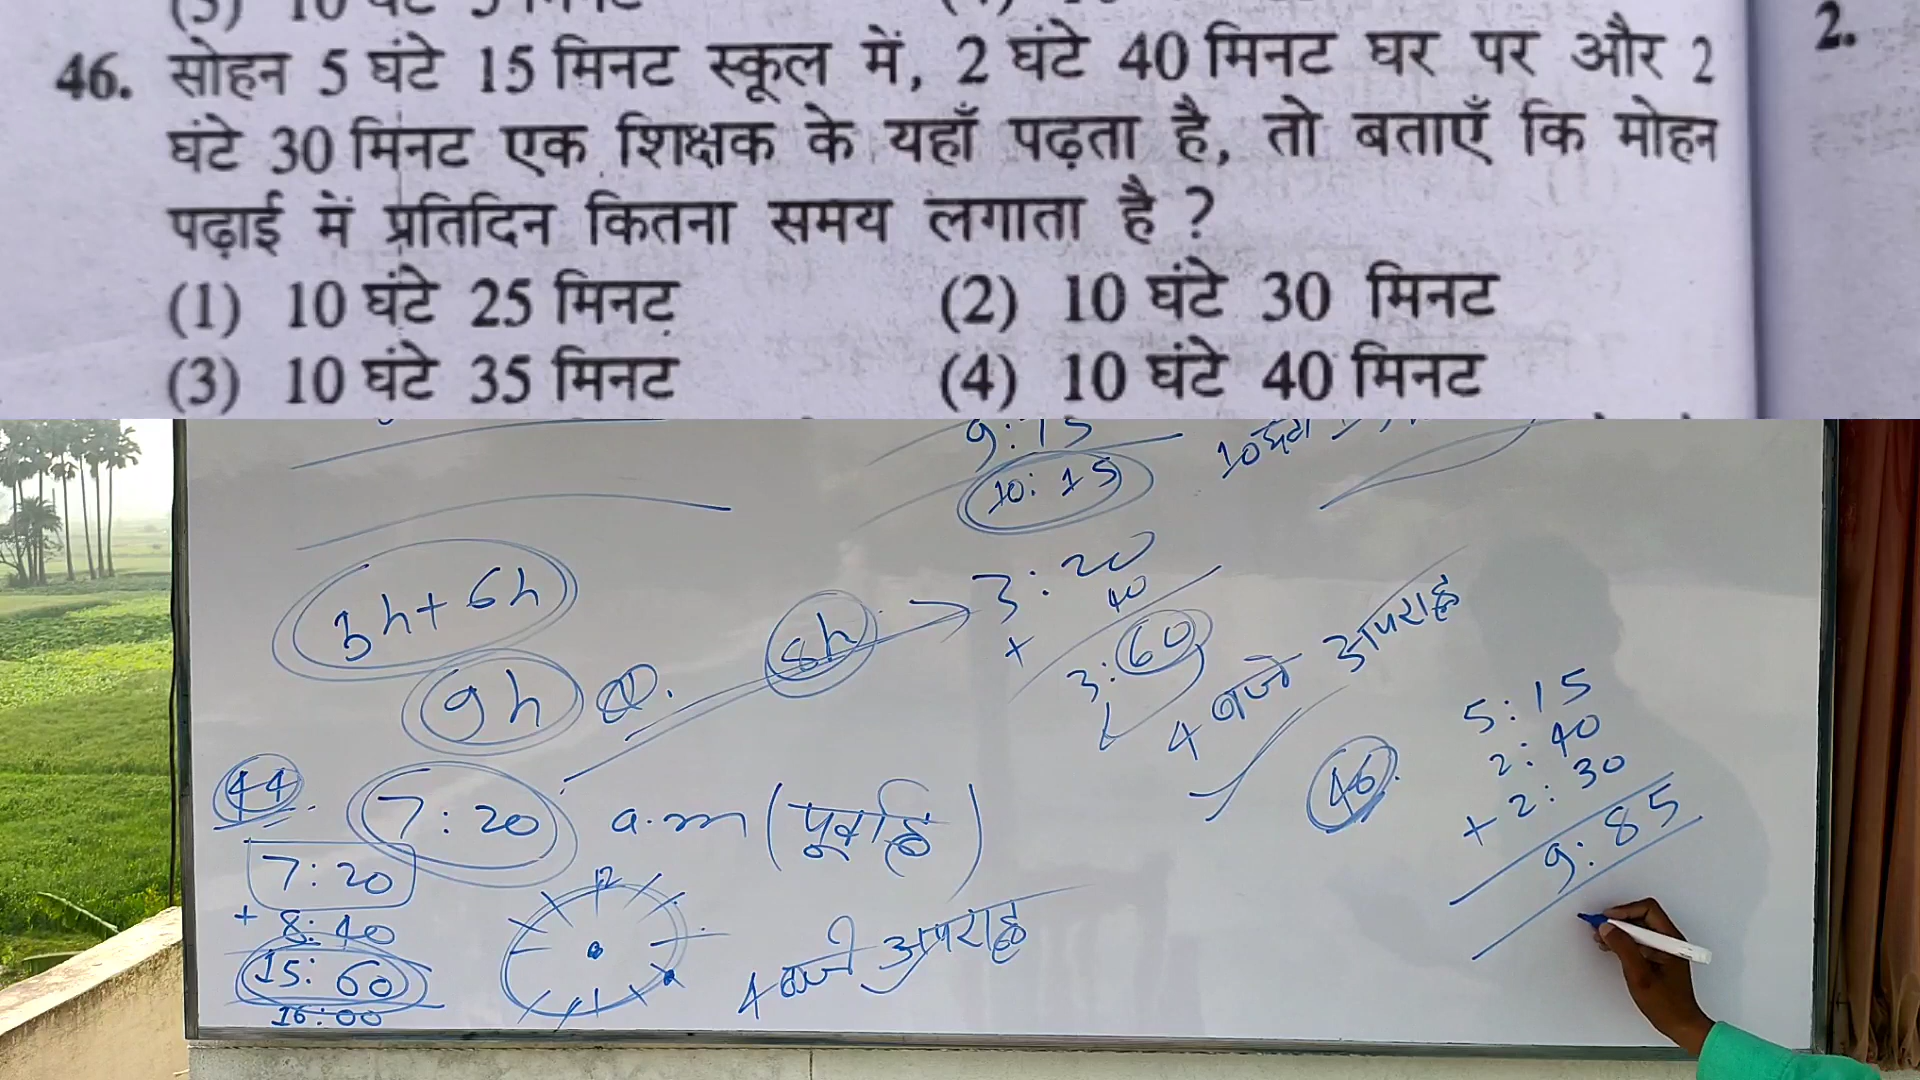 46. सोहन 5 घंटे 15 मिनट स्कूल में, 2 घंटे 40 मिनट घर पर और 2
घंटे 30 मिनट एक शिक्षक के यहाँ पढ़ता है, तो बताएँ कि मोहन
पढ़ाई में प्रतिदिन कितना समय लगाता है ?
(1) 10 घंटे 25 मिनट
(2) 10 घंटे 30 मिनट
(3) 10 घंटे 35 मिनट
(4) 10 घंटे 40 मिनट
2.
9:15
10:15
10 घंटा
3h+6h
9h
8h
3:20
+ 40
3:60
4 बजे अपराह्न
44.
7:20 a.m (पूर्वाह्न)
7:20
+ 8:40
15:60
16:00
12
4 बजे अपराह्न
46.
5:15
2:40
+ 2:30
9:85